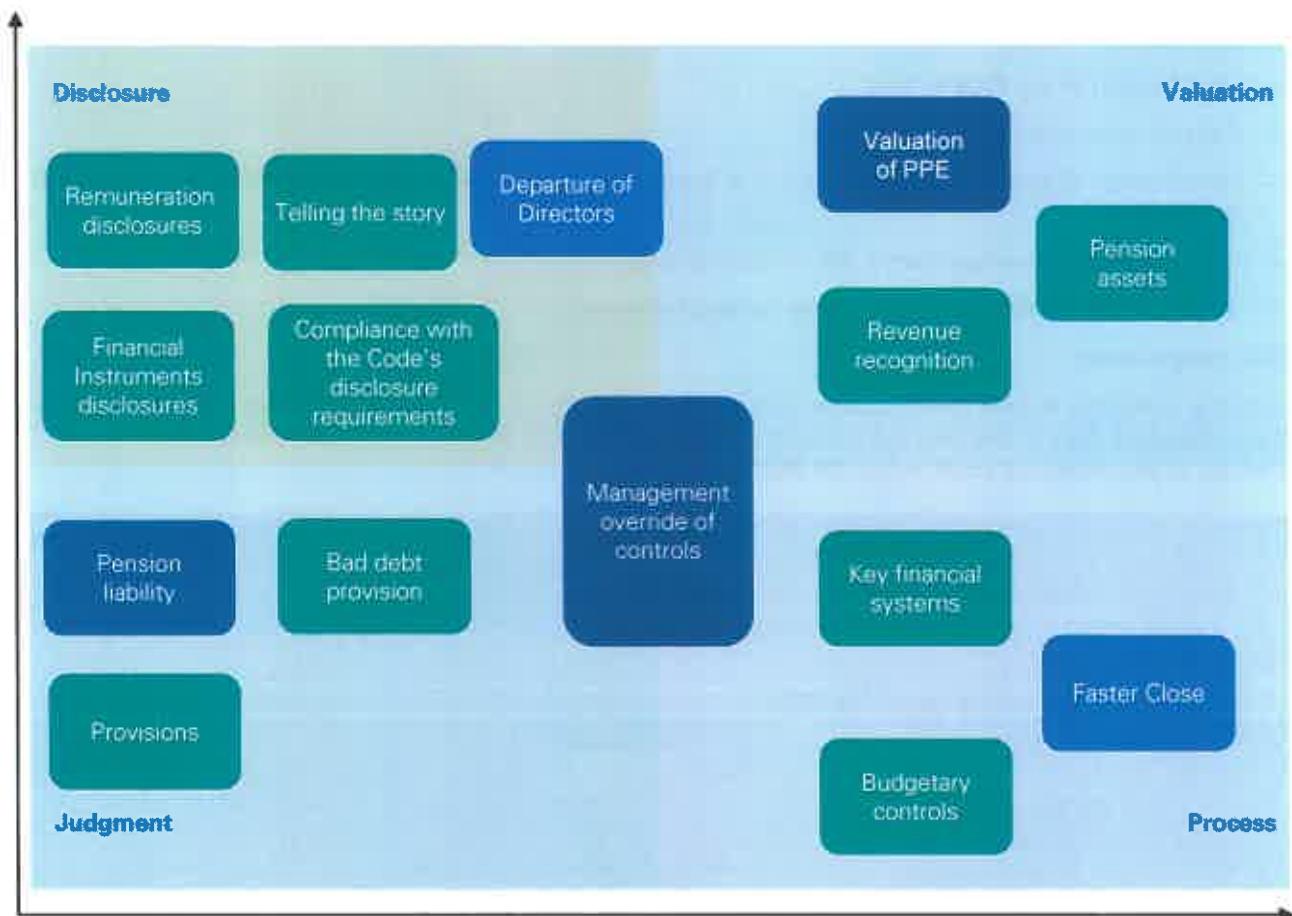 Disclosure
Valuation
Remuneration
disclosures
Telling the story
Departure of
Directors
Valuation
of PPE
Pension
assets
Financial
Instruments
disclosures
Compliance with
the Code's
disclosure
requirements
Revenue
recognition
Management
override of
controls
Pension
liability
Bad debt
provision
Key financial
systems
Faster Close
Provisions
Budgetary
controls
Judgment
Process